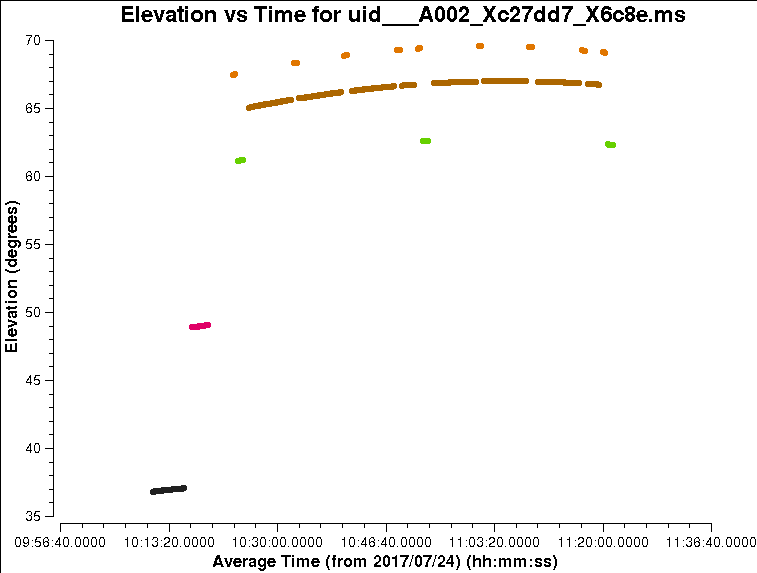 Elevation vs Time for uid___A002_Xc27dd7_X6c8e.ms
70
65
60
55
50
45
40
35
Elevation (degrees)
09:56:40.0000 10:13:20.0000 10:30:00.0000 10:46:40.0000 11:03:20.0000 11:20:00.0000 11:36:40.0000
Average Time (from 2017/07/24) (hh:mm:ss)